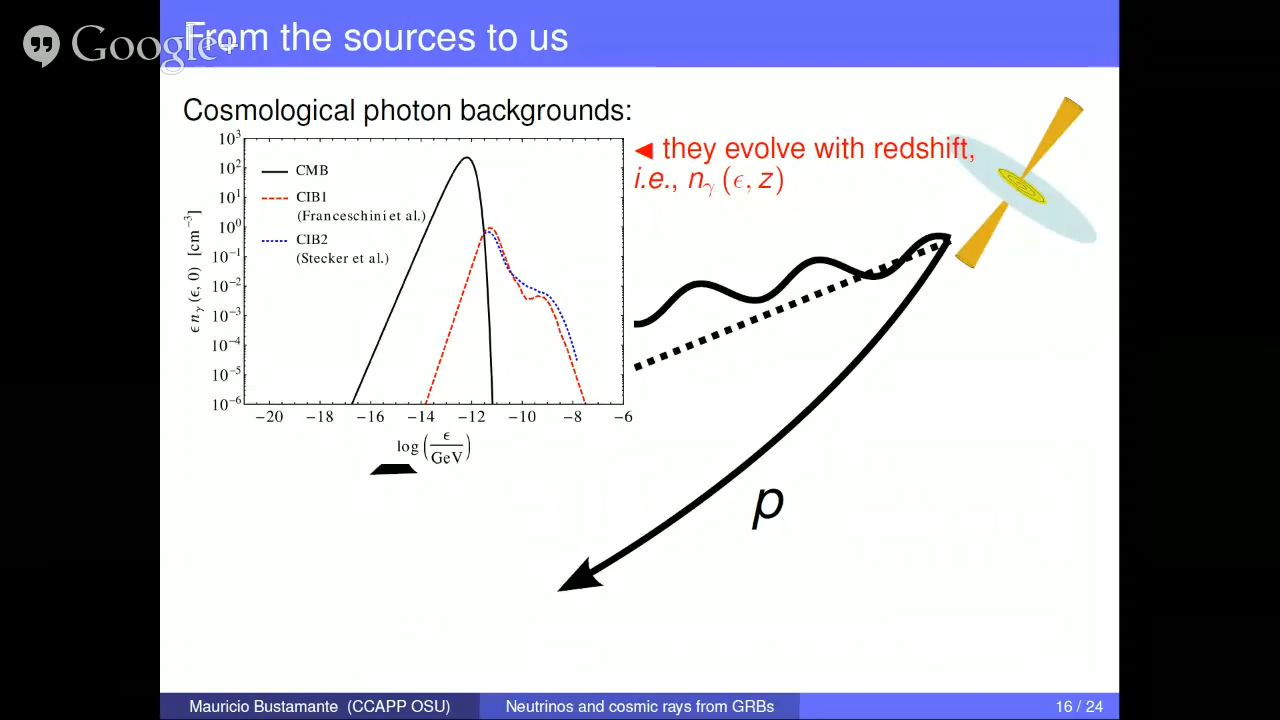 Google+
From the sources to us
Cosmological photon backgrounds:
◄ they evolve with redshift,
i.e., nγ (ϵ, z)
10³
10²
10¹
10⁰
10⁻¹
10⁻²
10⁻³
10⁻⁴
10⁻⁵
10⁻⁶
ϵ nγ (ϵ, 0) [cm⁻³]
CMB
CIB1
(Franceschini et al.)
CIB2
(Stecker et al.)
−20 −18 −16 −14 −12 −10 −8 −6
log (ϵ/GeV)
p
Mauricio Bustamante (CCAPP OSU) Neutrinos and cosmic rays from GRBs 16 / 24